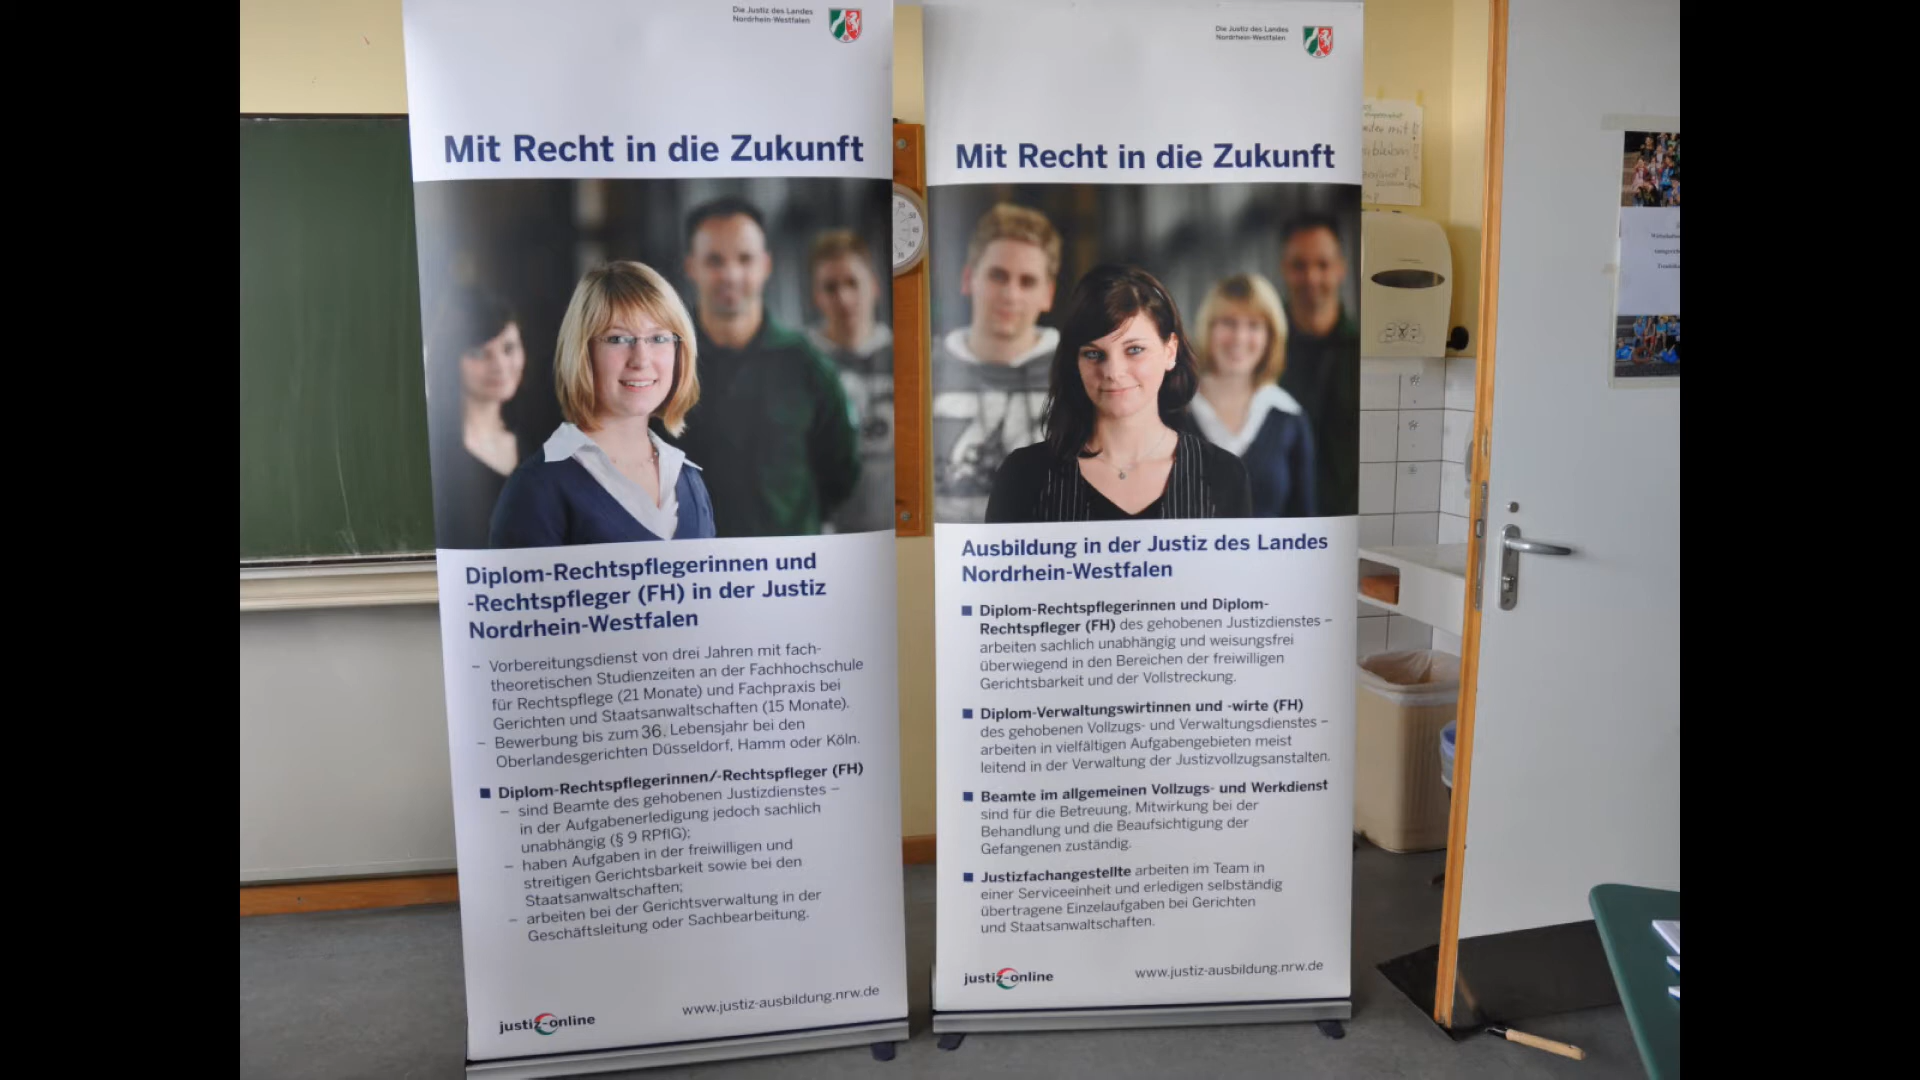 Die Justiz des Landes
Nordrhein-Westfalen
Mit Recht in die Zukunft
Diplom-Rechtspflegerinnen und
-Rechtspfleger (FH) in der Justiz
Nordrhein-Westfalen
– Vorbereitungsdienst von drei Jahren mit fach-
theoretischen Studienzeiten an der Fachhochschule
für Rechtspflege (21 Monate) und Fachpraxis bei
Gerichten und Staatsanwaltschaften (15 Monate).
– Bewerbung bis zum 36. Lebensjahr bei den
Oberlandesgerichten Düsseldorf, Hamm oder Köln.
■ Diplom-Rechtspflegerinnen/-Rechtspfleger (FH)
– sind Beamte des gehobenen Justizdienstes –
in der Aufgabenerledigung jedoch sachlich
unabhängig (§ 9 RPflG);
– haben Aufgaben in der freiwilligen und
streitigen Gerichtsbarkeit sowie bei den
Staatsanwaltschaften;
– arbeiten bei der Gerichtsverwaltung in der
Geschäftsleitung oder Sachbearbeitung.
justiz-online
www.justiz-ausbildung.nrw.de
Die Justiz des Landes
Nordrhein-Westfalen
Mit Recht in die Zukunft
Ausbildung in der Justiz des Landes
Nordrhein-Westfalen
■ Diplom-Rechtspflegerinnen und Diplom-
Rechtspfleger (FH) des gehobenen Justizdienstes –
arbeiten sachlich unabhängig und weisungsfrei
überwiegend in den Bereichen der freiwilligen
Gerichtsbarkeit und der Vollstreckung.
■ Diplom-Verwaltungswirtinnen und -wirte (FH)
des gehobenen Vollzugs- und Verwaltungsdienstes –
arbeiten in vielfältigen Aufgabengebieten meist
leitend in der Verwaltung der Justizvollzugsanstalten.
■ Beamte im allgemeinen Vollzugs- und Werkdienst
sind für die Betreuung, Mitwirkung bei der
Behandlung und die Beaufsichtigung der
Gefangenen zuständig.
■ Justizfachangestellte arbeiten im Team in
einer Serviceeinheit und erledigen selbständig
übertragene Einzelaufgaben bei Gerichten
und Staatsanwaltschaften.
justiz-online
www.justiz-ausbildung.nrw.de